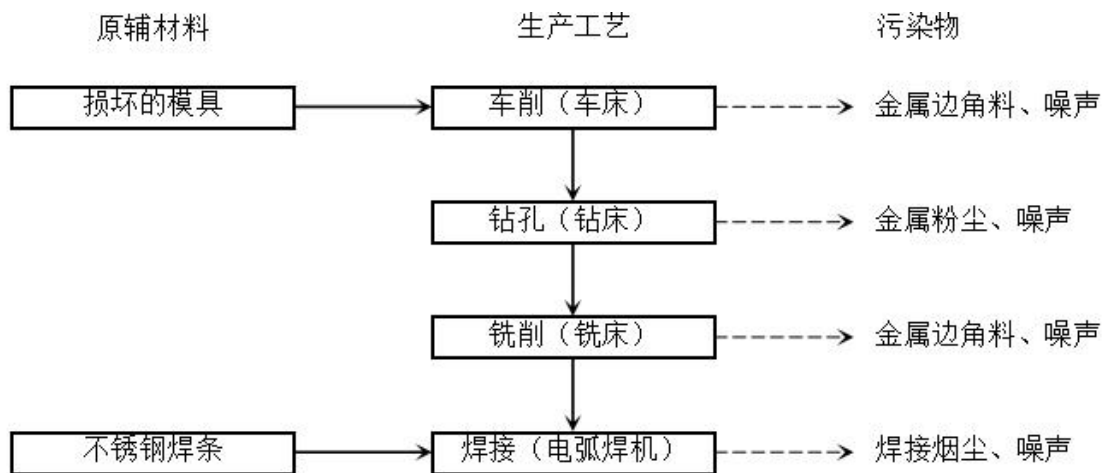 原辅材料 生产工艺 污染物
损坏的模具 车削（车床） 金属边角料、噪声
钻孔（钻床） 金属粉尘、噪声
铣削（铣床） 金属边角料、噪声
不锈钢焊条 焊接（电弧焊机） 焊接烟尘、噪声